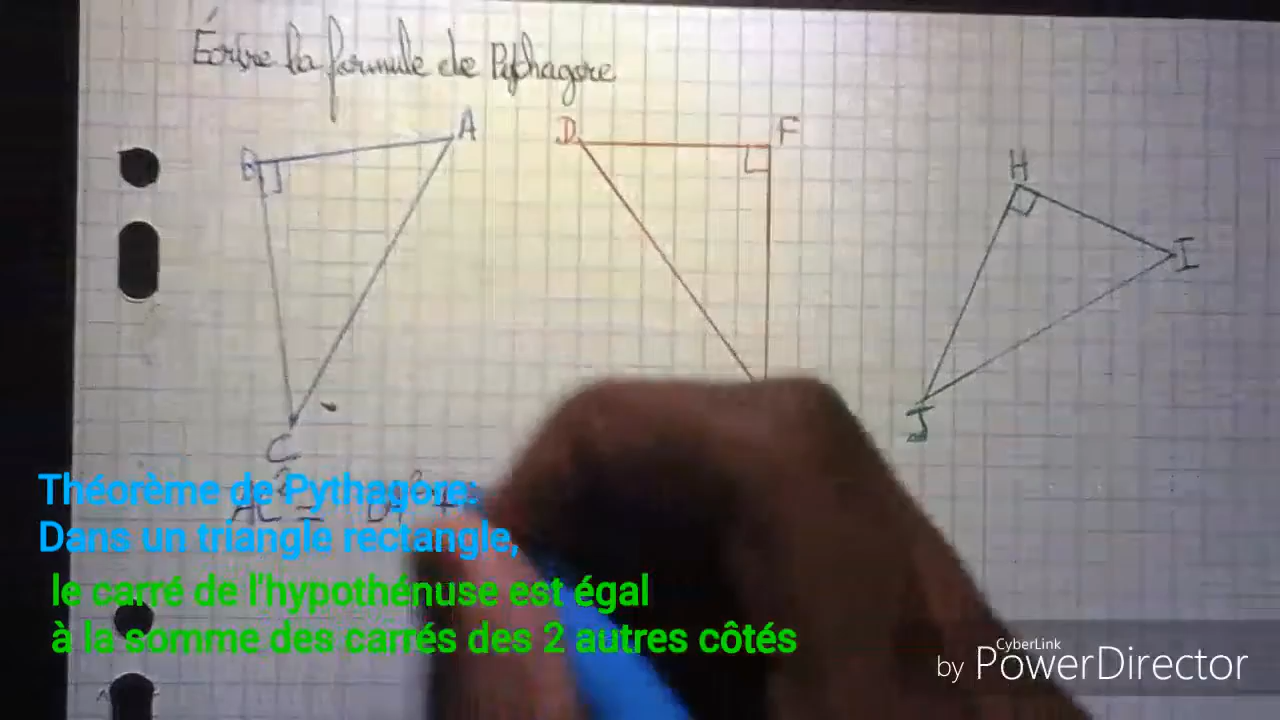 Écrire la formule de Pythagore
A
D
F
B
H
I
J
C
Théorème de Pythagore:
AC² =
Dans un triangle rectangle,
le carré de l'hypothénuse est égal
à la somme des carrés des 2 autres côtés
CyberLink
by PowerDirector